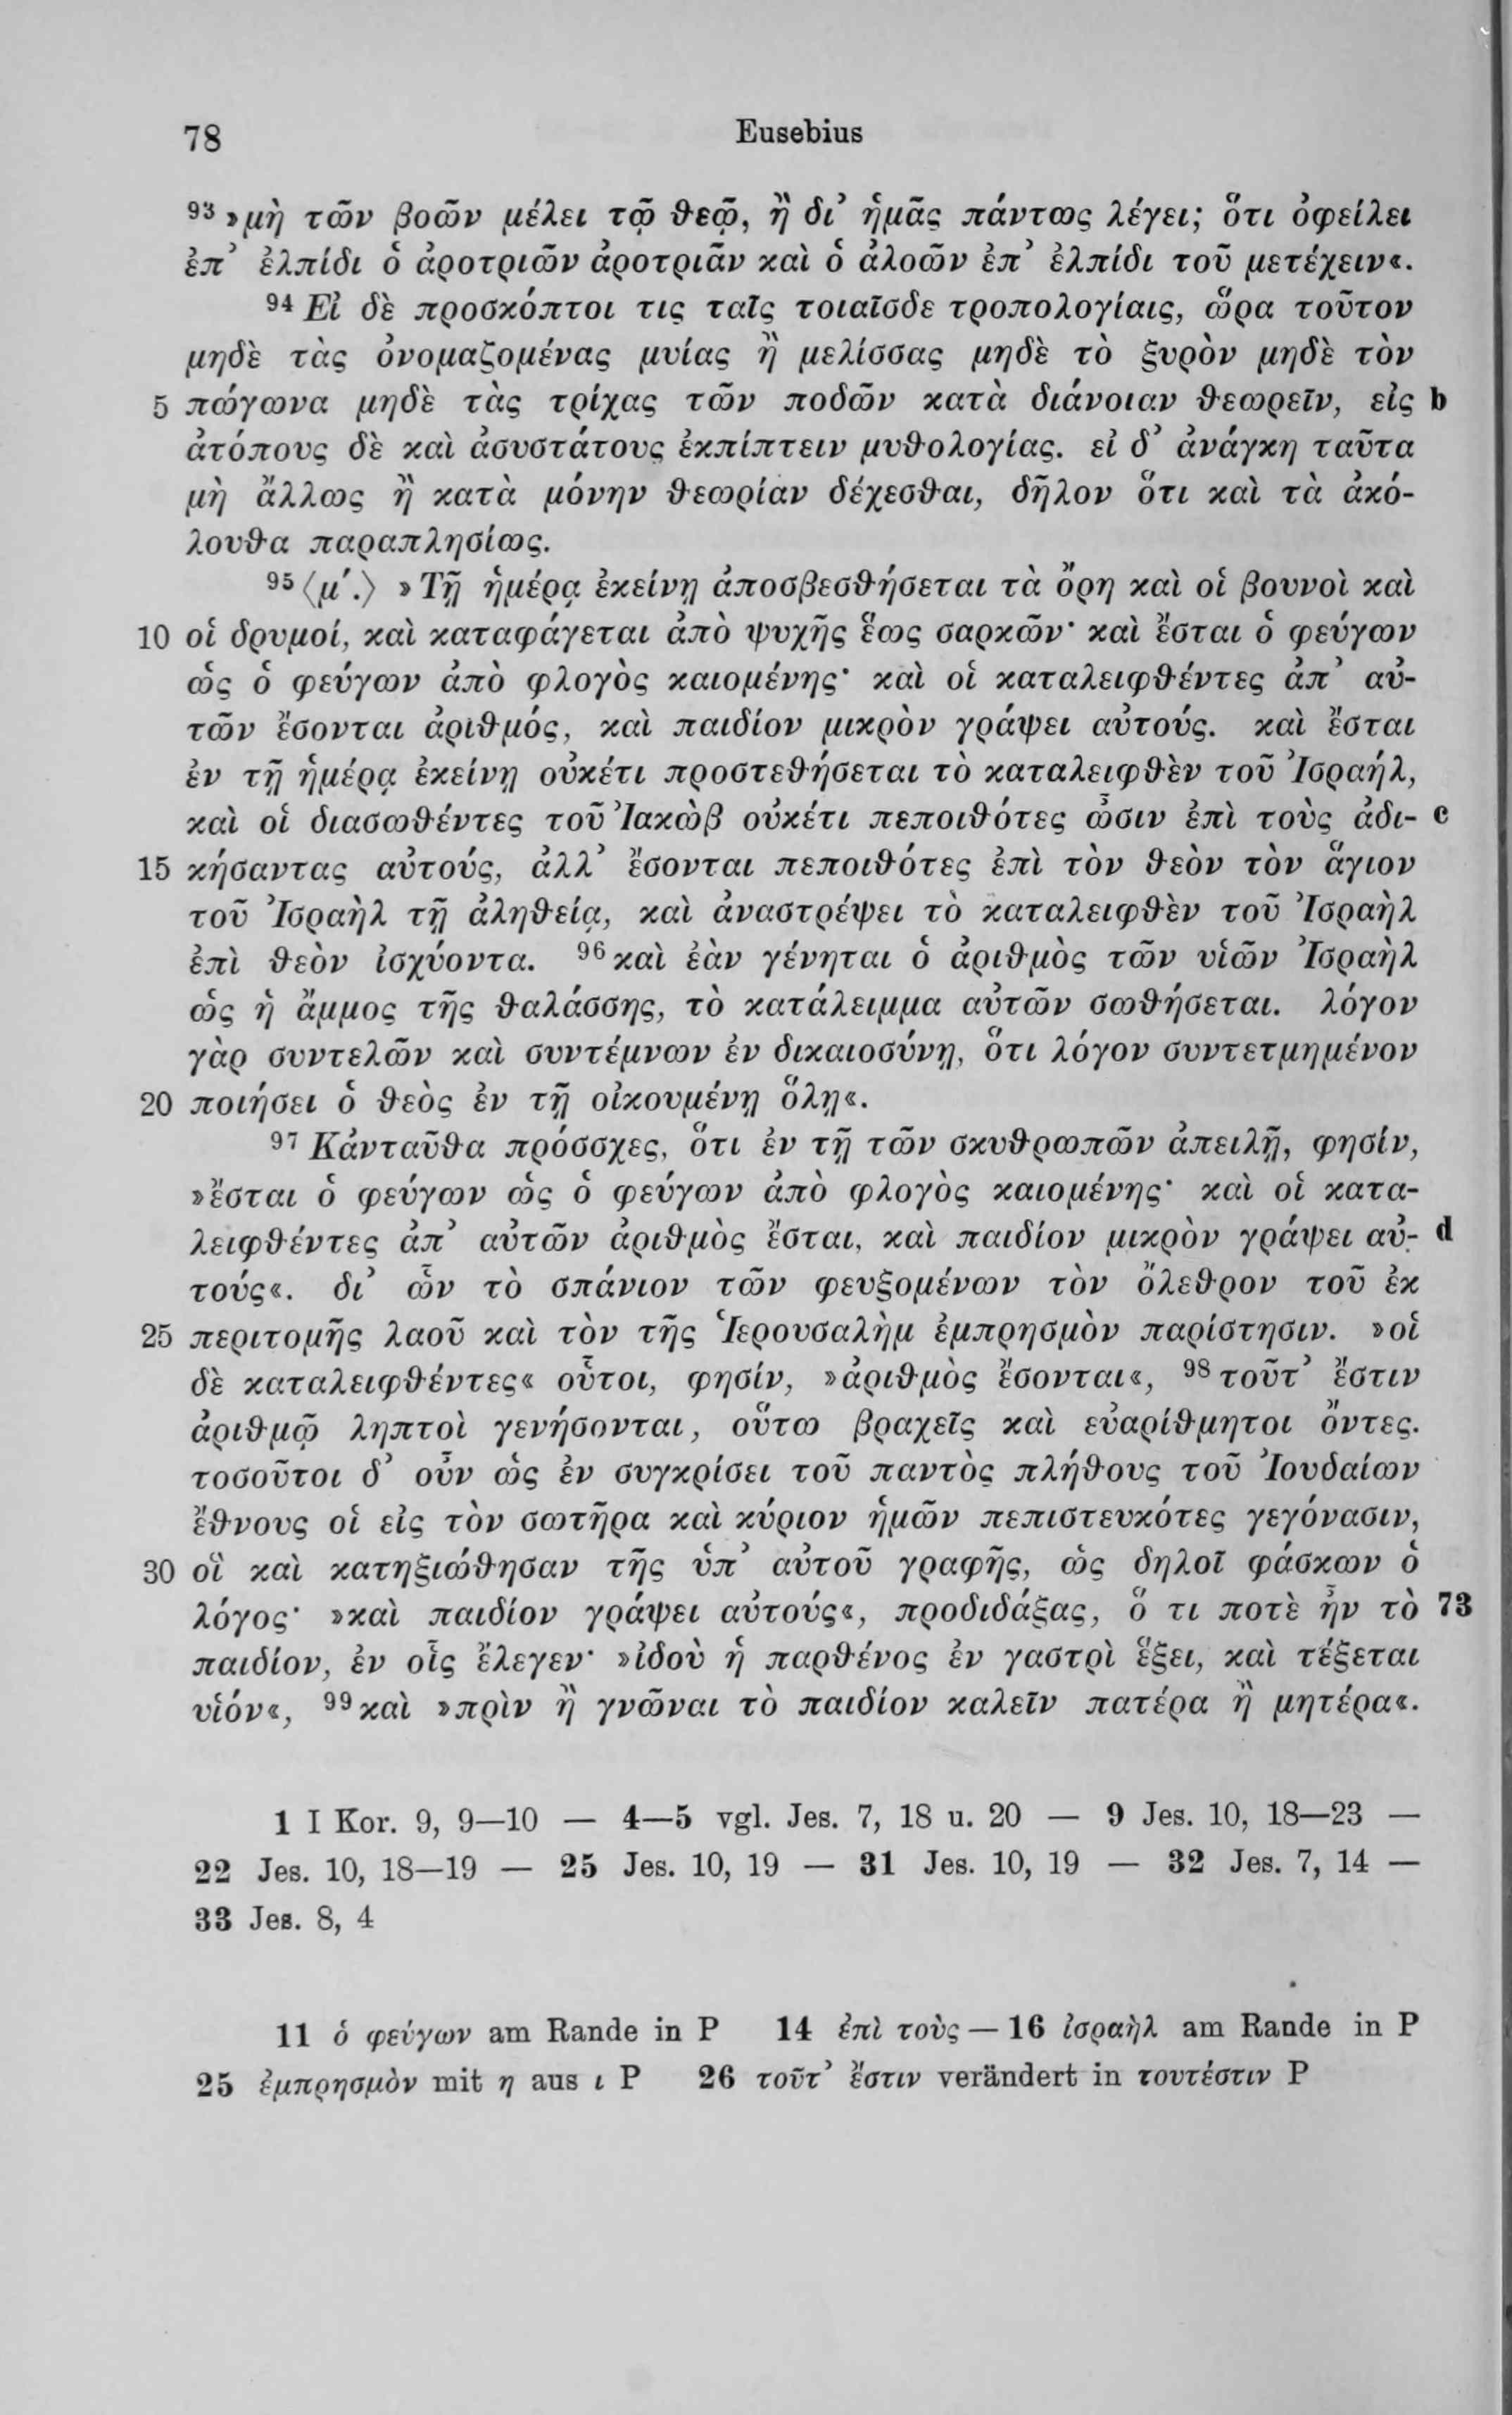 78 Eusebius
⁹³ »μὴ τῶν βοῶν μέλει τῷ θεῷ, ἢ δι’ ἡμᾶς πάντως λέγει; ὅτι ὀφείλει
ἐπ’ ἐλπίδι ὁ ἀροτριῶν ἀροτριᾶν καὶ ὁ ἀλοῶν ἐπ’ ἐλπίδι τοῦ μετέχειν«.
⁹⁴ Εἰ δὲ προσκόπτοι τις ταῖς τοιαῖσδε τροπολογίαις, ὥρα τοῦτον
μηδὲ τὰς ὀνομαζομένας μυίας ἢ μελίσσας μηδὲ τὸ ξυρὸν μηδὲ τὸν
5 πώγωνα μηδὲ τὰς τρίχας τῶν ποδῶν κατὰ διάνοιαν θεωρεῖν, εἰς b
ἀτόπους δὲ καὶ ἀσυστάτους ἐκπίπτειν μυθολογίας. εἰ δ’ ἀνάγκη ταῦτα
μὴ ἄλλως ἢ κατὰ μόνην θεωρίαν δέχεσθαι, δῆλον ὅτι καὶ τὰ ἀκό-
λουθα παραπλησίως.
⁹⁵ ⟨μʹ.⟩ »Τῇ ἡμέρᾳ ἐκείνῃ ἀποσβεσθήσεται τὰ ὄρη καὶ οἱ βουνοὶ καὶ
10 οἱ δρυμοί, καὶ καταφάγεται ἀπὸ ψυχῆς ἕως σαρκῶν· καὶ ἔσται ὁ φεύγων
ὡς ὁ φεύγων ἀπὸ φλογὸς καιομένης· καὶ οἱ καταλειφθέντες ἀπ’ αὐ-
τῶν ἔσονται ἀριθμός, καὶ παιδίον μικρὸν γράψει αὐτούς. καὶ ἔσται
ἐν τῇ ἡμέρᾳ ἐκείνῃ οὐκέτι προστεθήσεται τὸ καταλειφθὲν τοῦ Ἰσραήλ,
καὶ οἱ διασωθέντες τοῦ Ἰακὼβ οὐκέτι πεποιθότες ὦσιν ἐπὶ τοὺς ἀδι- c
15 κήσαντας αὐτούς, ἀλλ’ ἔσονται πεποιθότες ἐπὶ τὸν θεὸν τὸν ἅγιον
τοῦ Ἰσραὴλ τῇ ἀληθείᾳ, καὶ ἀναστρέψει τὸ καταλειφθὲν τοῦ Ἰσραὴλ
ἐπὶ θεὸν ἰσχύοντα. ⁹⁶ καὶ ἐὰν γένηται ὁ ἀριθμὸς τῶν υἱῶν Ἰσραὴλ
ὡς ἡ ἄμμος τῆς θαλάσσης, τὸ κατάλειμμα αὐτῶν σωθήσεται. λόγον
γὰρ συντελῶν καὶ συντέμνων ἐν δικαιοσύνῃ, ὅτι λόγον συντετμημένον
20 ποιήσει ὁ θεὸς ἐν τῇ οἰκουμένῃ ὅλῃ«.
⁹⁷ Κἀνταῦθα πρόσσχες, ὅτι ἐν τῇ τῶν σκυθρωπῶν ἀπειλῇ, φησίν,
»ἔσται ὁ φεύγων ὡς ὁ φεύγων ἀπὸ φλογὸς καιομένης· καὶ οἱ κατα-
λειφθέντες ἀπ’ αὐτῶν ἀριθμὸς ἔσται, καὶ παιδίον μικρὸν γράψει αὐ- d
τούς«. δι’ ὧν τὸ σπάνιον τῶν φευξομένων τὸν ὄλεθρον τοῦ ἐκ
25 περιτομῆς λαοῦ καὶ τὸν τῆς Ἱερουσαλὴμ ἐμπρησμὸν παρίστησιν. »οἱ
δὲ καταλειφθέντες« οὗτοι, φησίν, »ἀριθμὸς ἔσονται«, ⁹⁸ τοῦτ’ ἔστιν
ἀριθμῷ ληπτοὶ γενήσονται, οὕτω βραχεῖς καὶ εὐαρίθμητοι ὄντες.
τοσοῦτοι δ’ οὖν ὡς ἐν συγκρίσει τοῦ παντὸς πλήθους τοῦ Ἰουδαίων
ἔθνους οἱ εἰς τὸν σωτῆρα καὶ κύριον ἡμῶν πεπιστευκότες γεγόνασιν,
30 οἳ καὶ κατηξιώθησαν τῆς ὑπ’ αὐτοῦ γραφῆς, ὡς δηλοῖ φάσκων ὁ
λόγος· »καὶ παιδίον γράψει αὐτούς«, προδιδάξας, ὅ τι ποτὲ ἦν τὸ 73
παιδίον, ἐν οἷς ἔλεγεν· »ἰδοὺ ἡ παρθένος ἐν γαστρὶ ἕξει, καὶ τέξεται
υἱόν«, ⁹⁹ καὶ »πρὶν ἢ γνῶναι τὸ παιδίον καλεῖν πατέρα ἢ μητέρα«.
1 I Kor. 9, 9—10 — 4—5 vgl. Jes. 7, 18 u. 20 — 9 Jes. 10, 18—23 —
22 Jes. 10, 18—19 — 25 Jes. 10, 19 — 31 Jes. 10, 19 — 32 Jes. 7, 14 —
33 Jes. 8, 4
11 ὁ φεύγων am Rande in P 14 ἐπὶ τοὺς — 16 ἰσραὴλ am Rande in P
25 ἐμπρησμὸν mit η aus ι P 26 τοῦτ’ ἔστιν verändert in τουτέστιν P